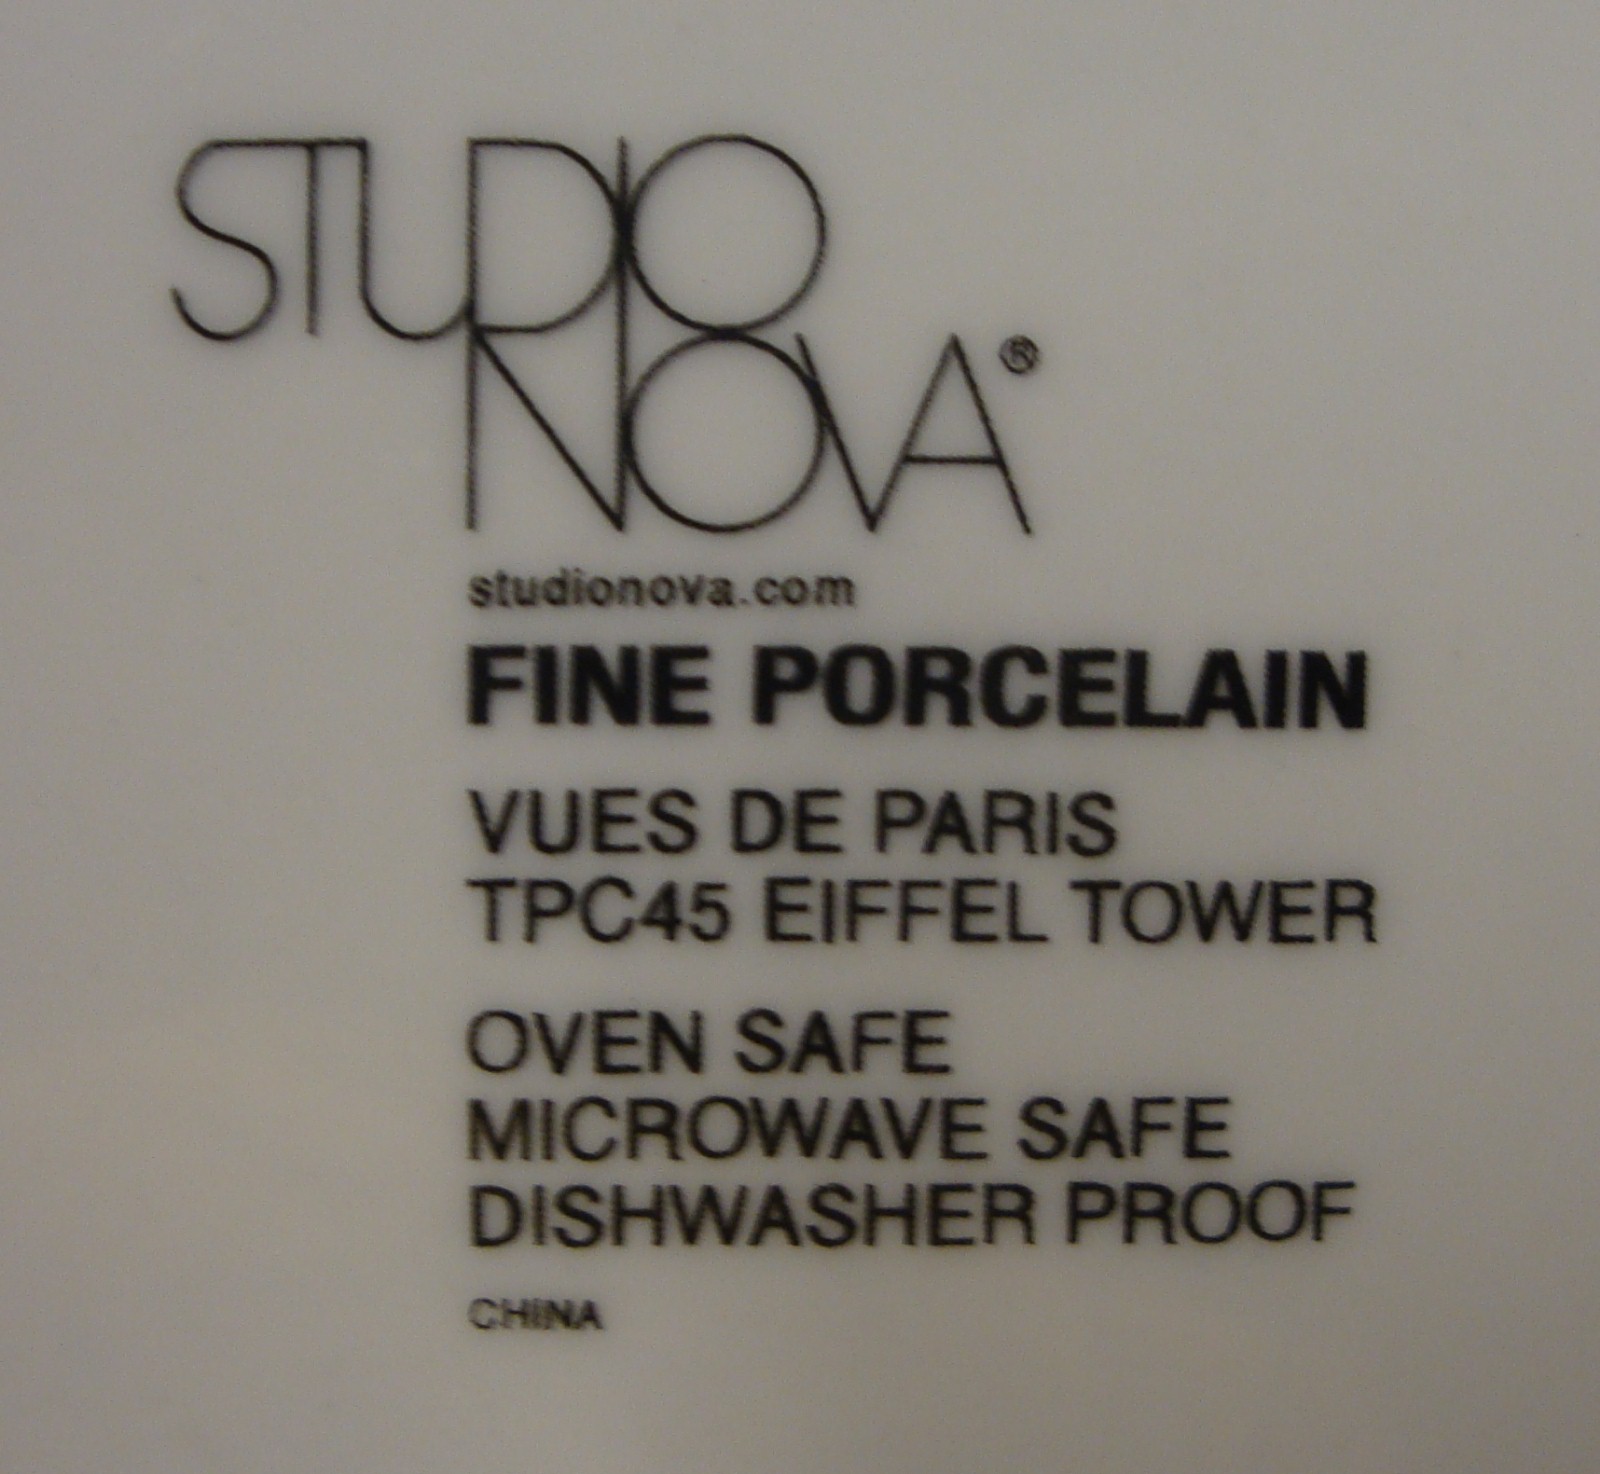 STUDIO
NOVA®
studionova.com
FINE PORCELAIN
VUES DE PARIS
TPC45 EIFFEL TOWER
OVEN SAFE
MICROWAVE SAFE
DISHWASHER PROOF
CHINA